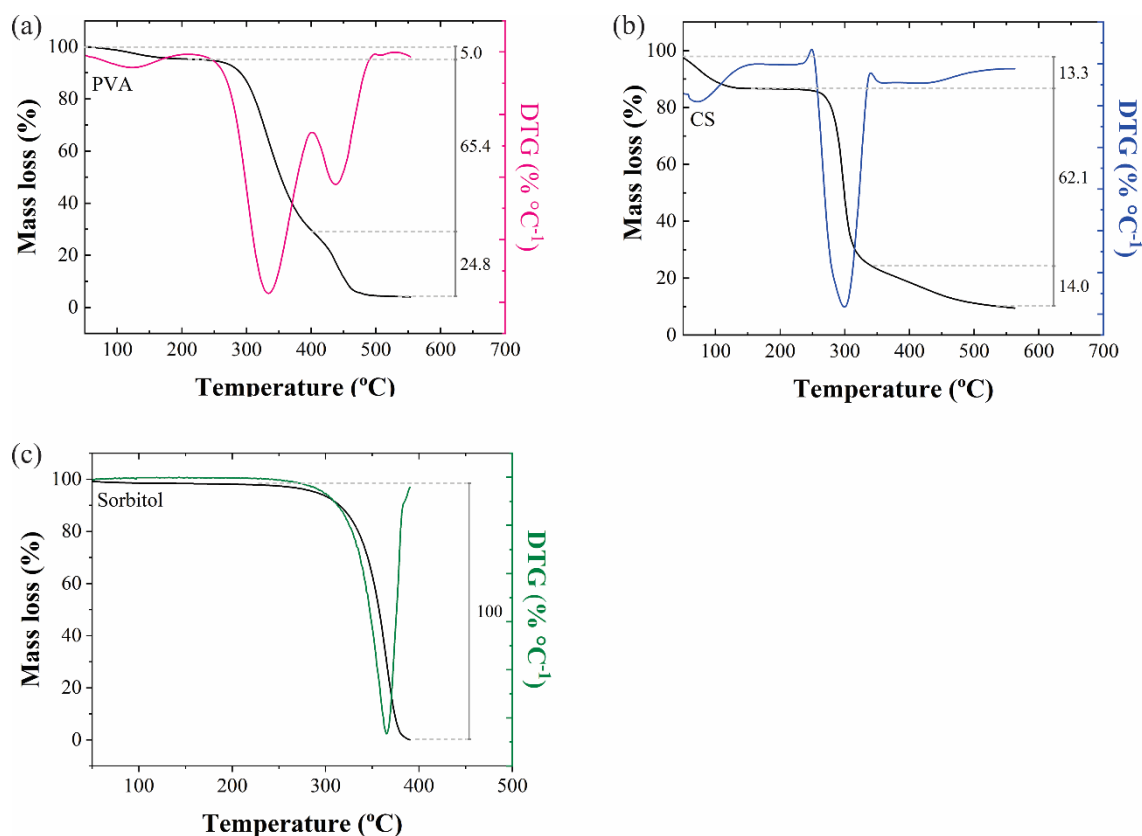 (a)
100
80
60
40
20
0
Mass loss (%)
PVA
5.0
65.4
24.8
DTG (% °C⁻¹)
100 200 300 400 500 600 700
Temperature (ºC)
(b)
100
80
60
40
20
0
Mass loss (%)
CS
13.3
62.1
14.0
DTG (% °C⁻¹)
100 200 300 400 500 600 700
Temperature (ºC)
(c)
100
80
60
40
20
0
Mass loss (%)
Sorbitol
100
DTG (% °C⁻¹)
100 200 300 400 500
Temperature (ºC)